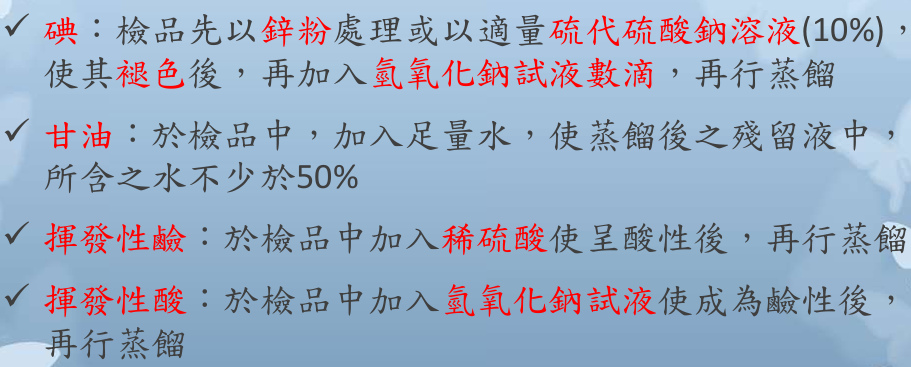 ✓ 碘：檢品先以鋅粉處理或以適量硫代硫酸鈉溶液(10%)，
使其褪色後，再加入氫氧化鈉試液數滴，再行蒸餾
✓ 甘油：於檢品中，加入足量水，使蒸餾後之殘留液中，
所含之水不少於50%
✓ 揮發性鹼：於檢品中加入稀硫酸使呈酸性後，再行蒸餾
✓ 揮發性酸：於檢品中加入氫氧化鈉試液使成為鹼性後，
再行蒸餾